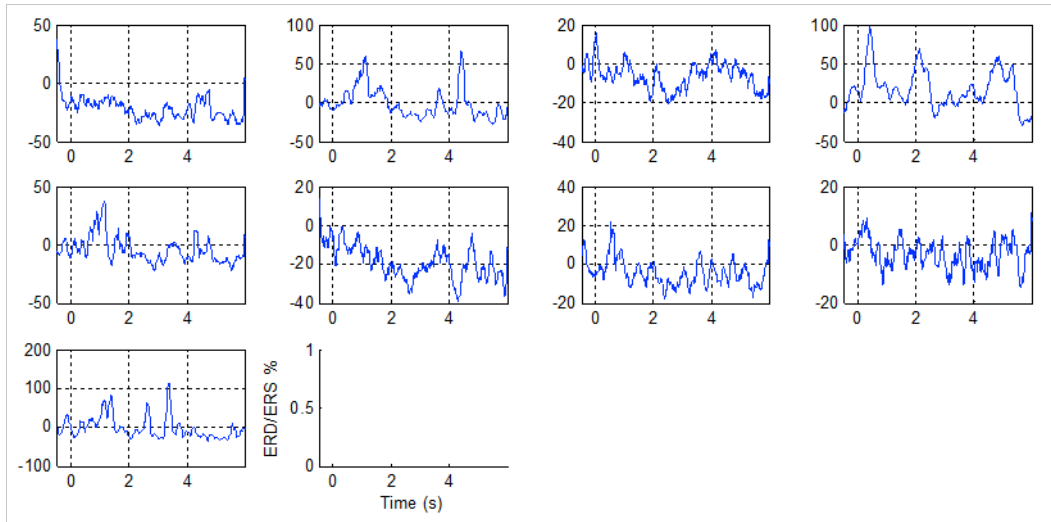 50 100 20 100
50 0 50
0 0 -20 0
-50 -50 -40 -50
0 2 4 0 2 4 0 2 4 0 2 4
50 20 40 20
0 20
0 -20 0 0
-50 -40 -20 -20
0 2 4 0 2 4 0 2 4 0 2 4
200 1
100
0 0.5
-100 0
ERD/ERS %
0 2 4 0 2 4
Time (s)